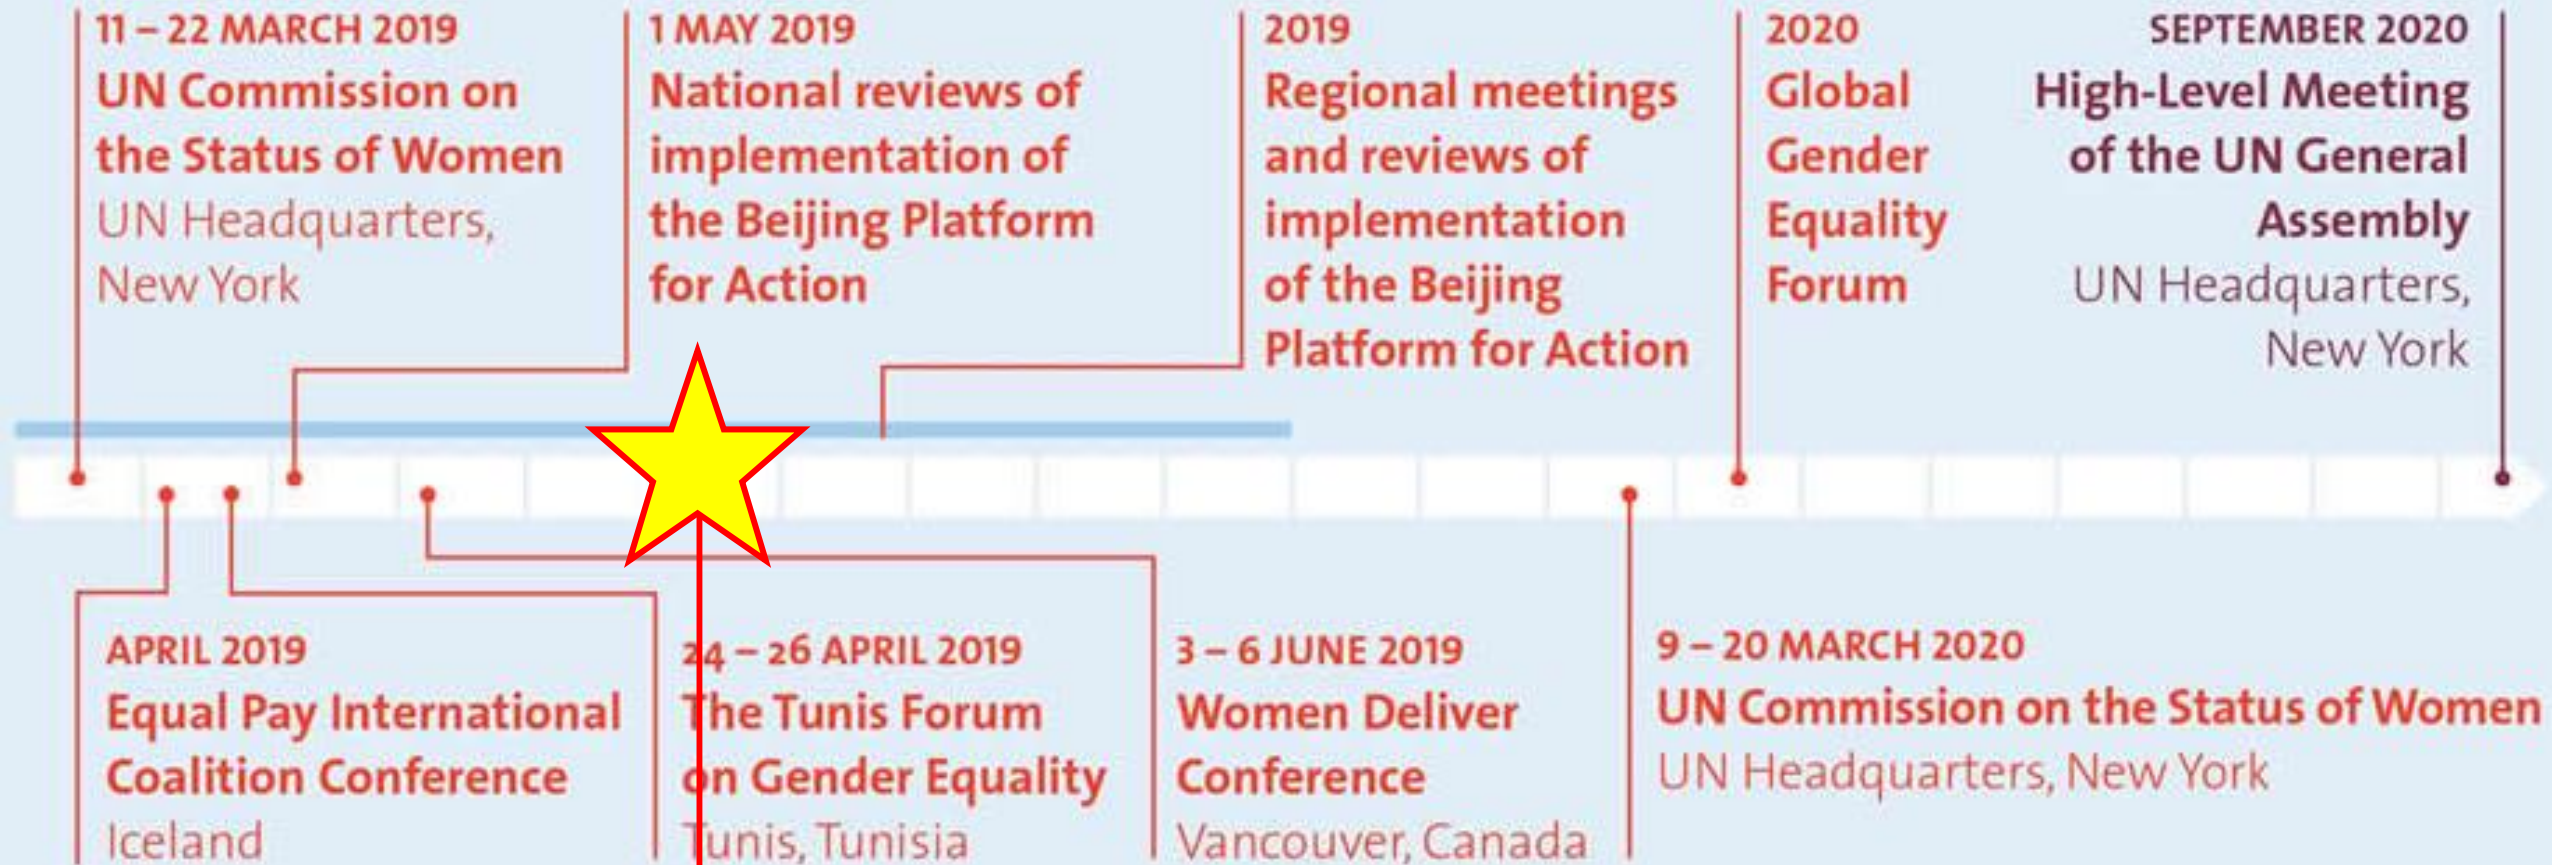 11 – 22 MARCH 2019
UN Commission on
the Status of Women
UN Headquarters,
New York
1 MAY 2019
National reviews of
implementation of
the Beijing Platform
for Action
2019
Regional meetings
and reviews of
implementation
of the Beijing
Platform for Action
2020
Global
Gender
Equality
Forum
SEPTEMBER 2020
High-Level Meeting
of the UN General
Assembly
UN Headquarters,
New York
APRIL 2019
Equal Pay International
Coalition Conference
Iceland
24 – 26 APRIL 2019
The Tunis Forum
on Gender Equality
Tunis, Tunisia
3 – 6 JUNE 2019
Women Deliver
Conference
Vancouver, Canada
9 – 20 MARCH 2020
UN Commission on the Status of Women
UN Headquarters, New York